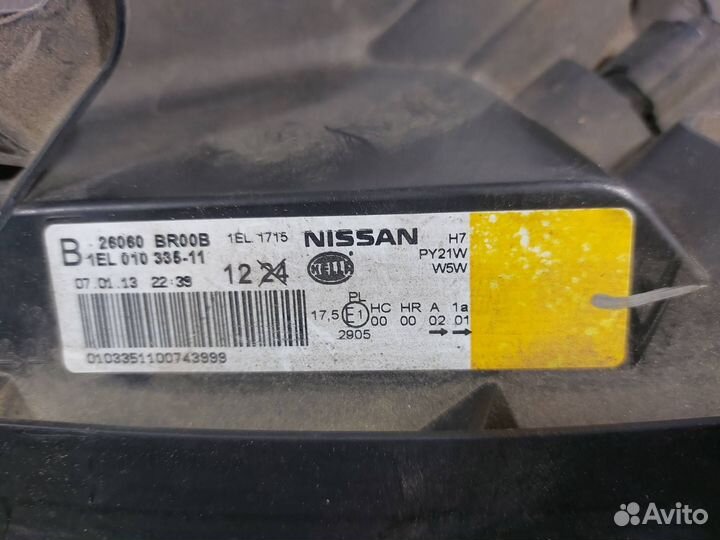 B 26060 BR00B 1EL 1715 NISSAN H7
1EL 010 335-11 PY21W
W5W
07.01.13 22:39 12 24 HELLA
PL
17,5 E1 HC HR A 1a
00 00 02 01
2905
0103351100743999
Avito